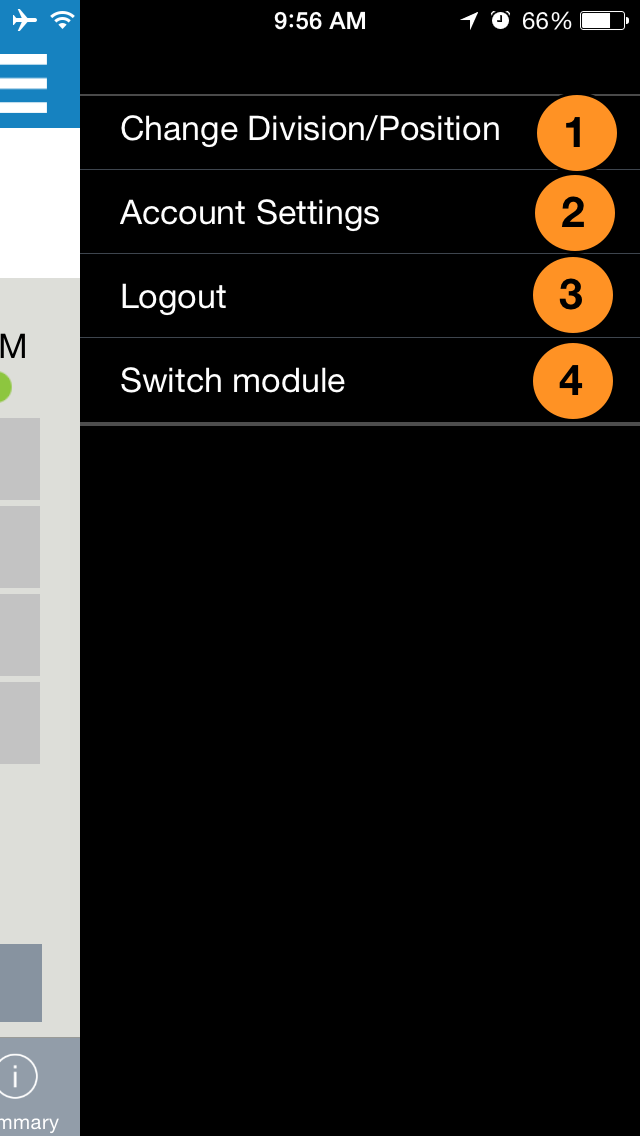 9:56 AM 66%
Change Division/Position 1
Account Settings 2
Logout 3
Switch module 4
M
i
mmary